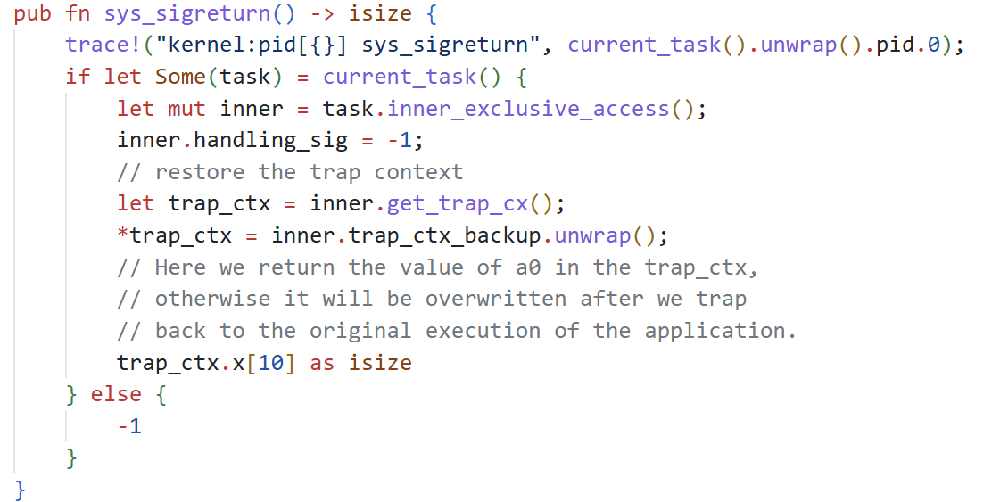 pub fn sys_sigreturn() -> isize {
    trace!("kernel:pid[{}] sys_sigreturn", current_task().unwrap().pid.0);
    if let Some(task) = current_task() {
        let mut inner = task.inner_exclusive_access();
        inner.handling_sig = -1;
        // restore the trap context
        let trap_ctx = inner.get_trap_cx();
        *trap_ctx = inner.trap_ctx_backup.unwrap();
        // Here we return the value of a0 in the trap_ctx,
        // otherwise it will be overwritten after we trap
        // back to the original execution of the application.
        trap_ctx.x[10] as isize
    } else {
        -1
    }
}